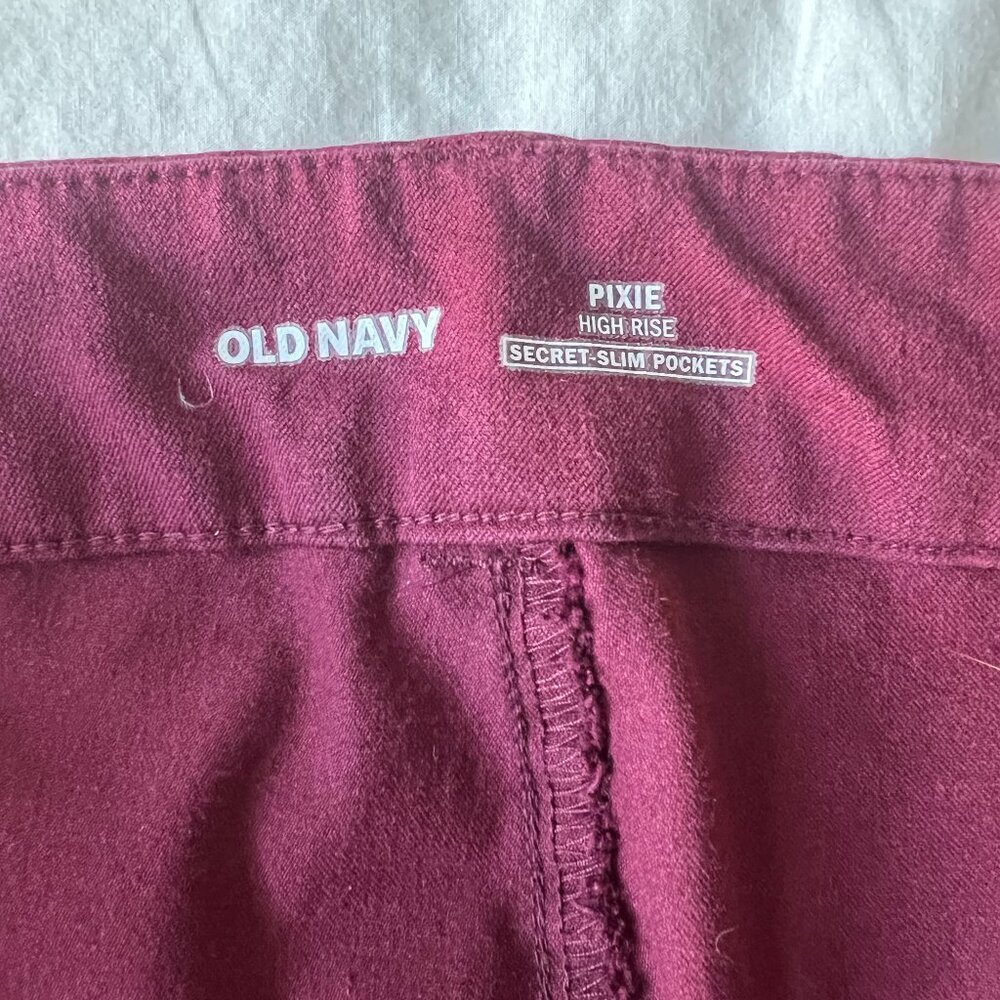 OLD NAVY
PIXIE
HIGH RISE
SECRET-SLIM POCKETS